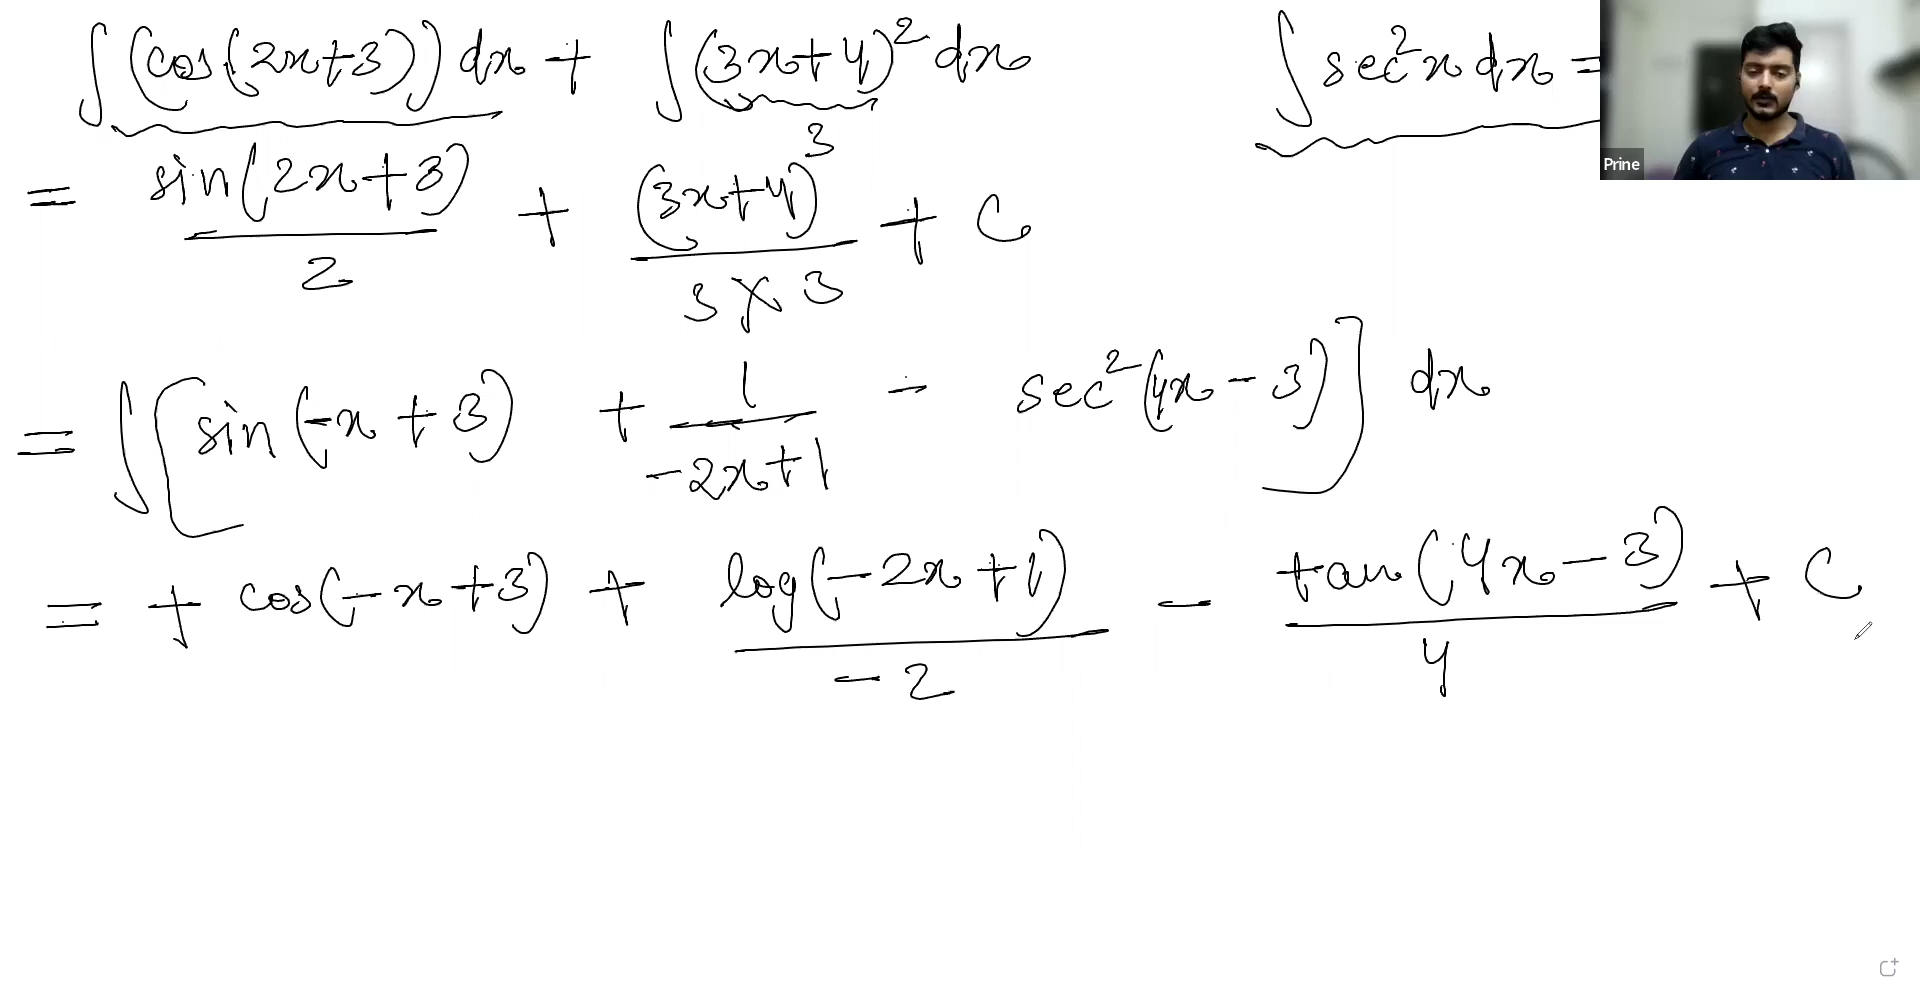 ∫(cos(2x+3))dx + ∫(3x+4)² dx
∫ sec²x dx =
Prine
= sin(2x+3)/2 + (3x+4)³/3×3 + C
= ∫[sin(-x+3) + 1/-2x+1 - sec²(4x-3)] dx
= + cos(-x+3) + log(-2x+1)/-2 - tan(4x-3)/4 + C